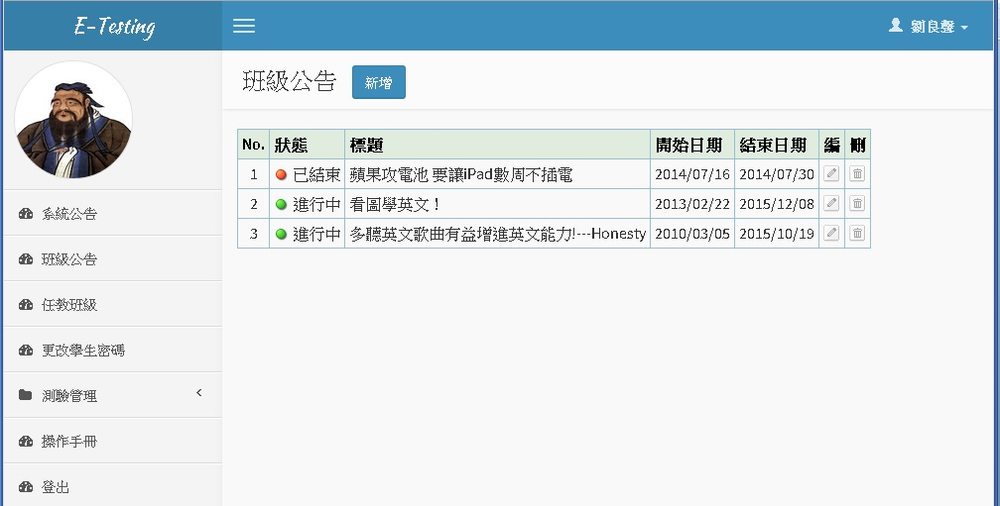 E-Testing
劉良聲
班級公告 新增
No. 狀態 標題 開始日期 結束日期 編 刪
1 已結束 蘋果攻電池 要讓iPad數周不插電 2014/07/16 2014/07/30
2 進行中 看圖學英文！ 2013/02/22 2015/12/08
3 進行中 多聽英文歌曲有益增進英文能力!---Honesty 2010/03/05 2015/10/19
系統公告
班級公告
任教班級
更改學生密碼
測驗管理
操作手冊
登出